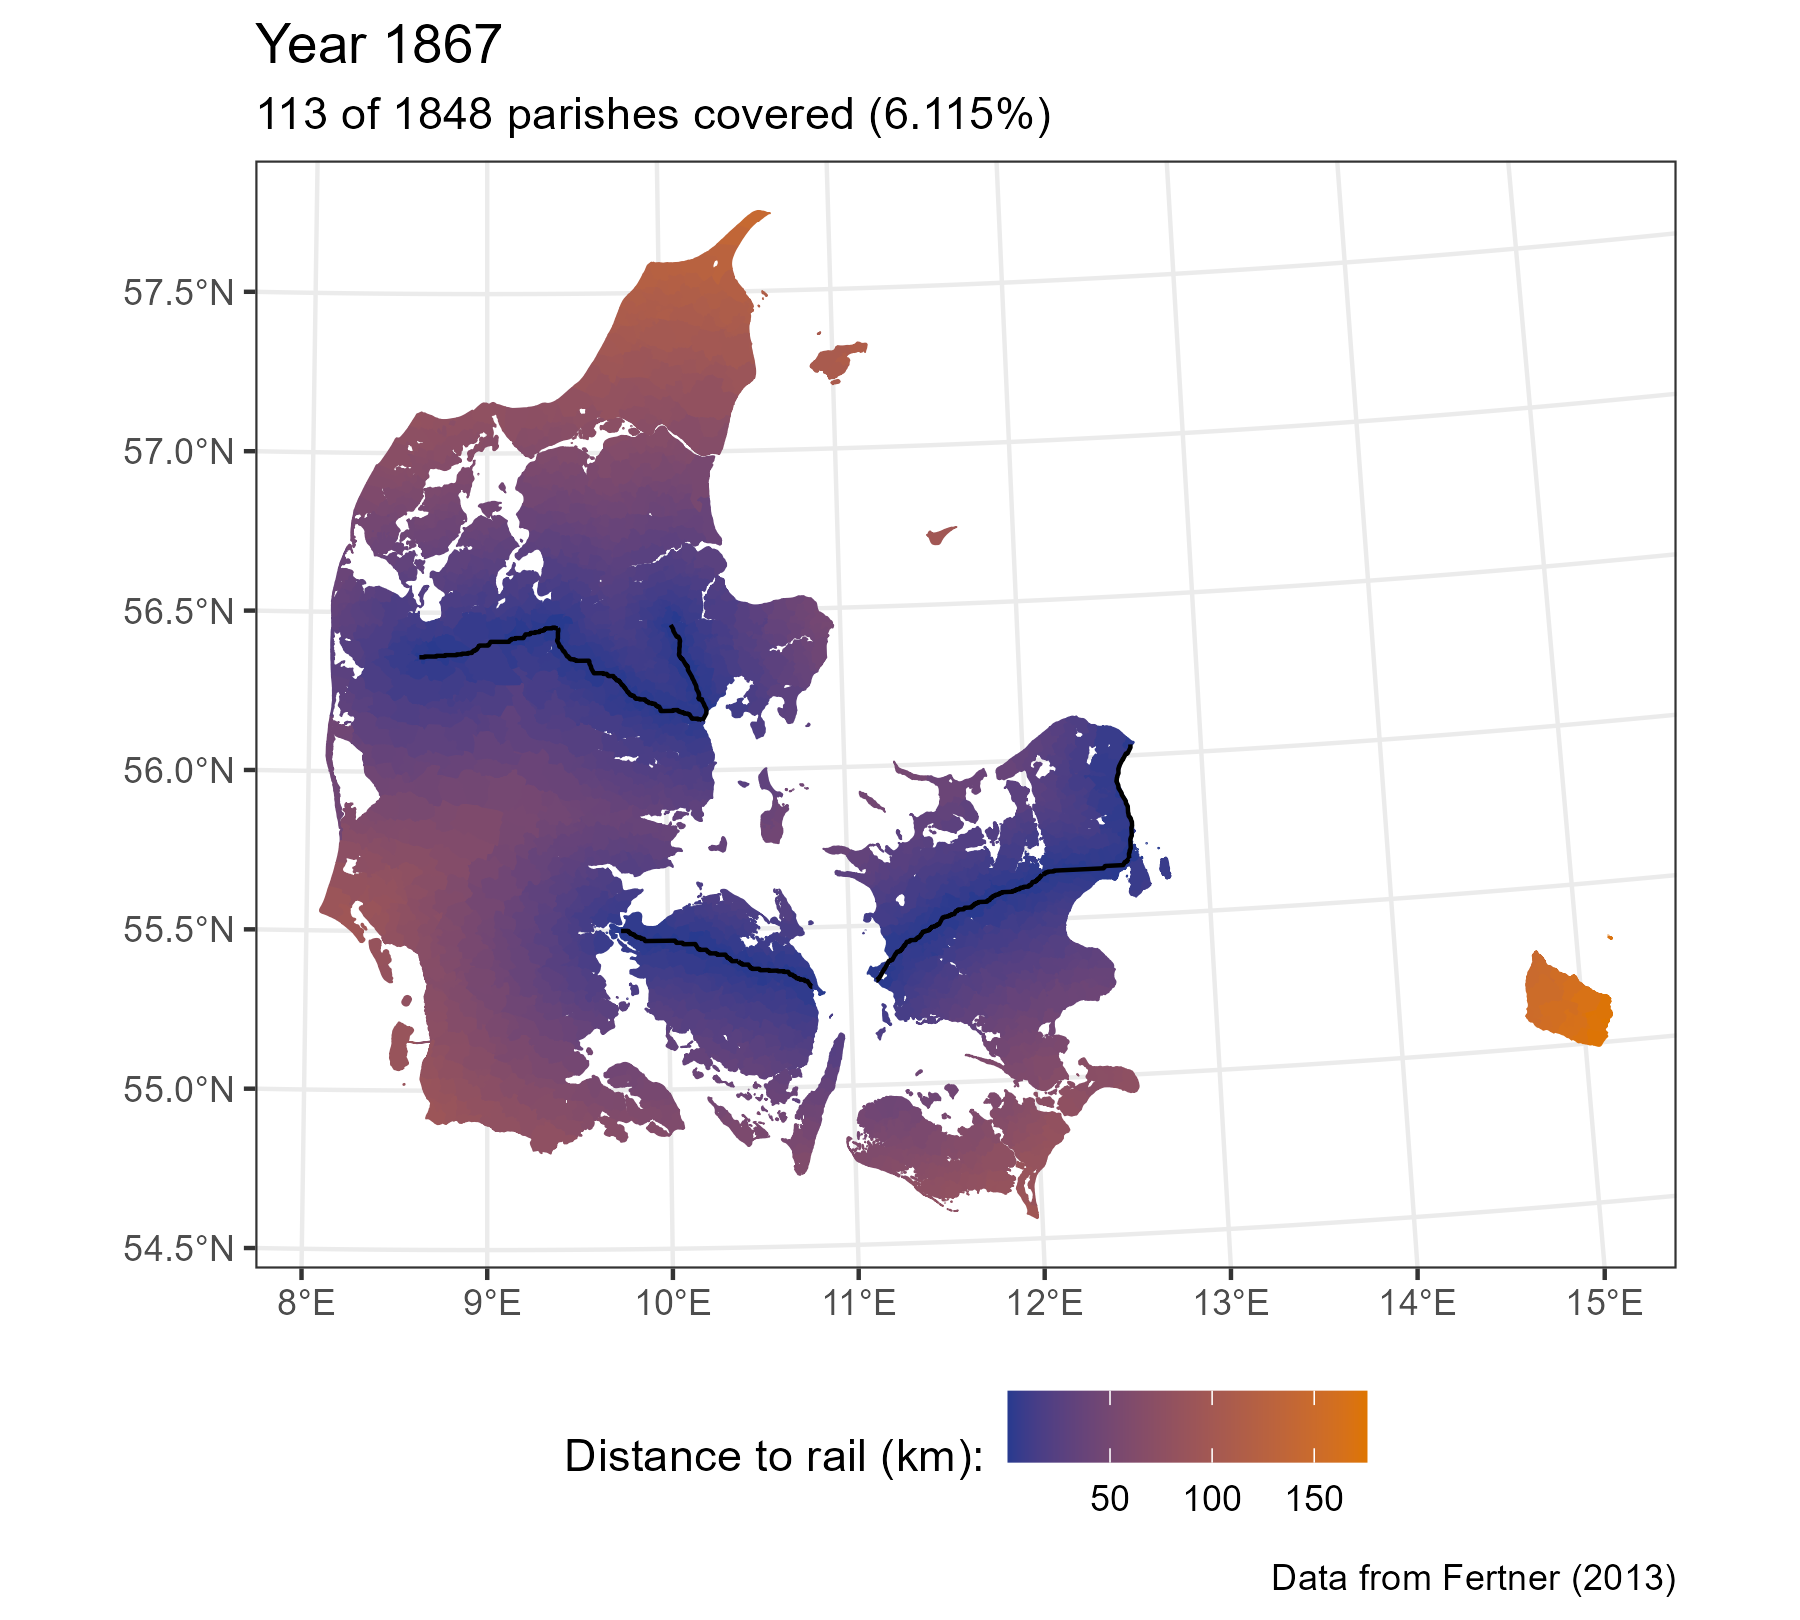 Year 1867
113 of 1848 parishes covered (6.115%)
57.5°N
57.0°N
56.5°N
56.0°N
55.5°N
55.0°N
54.5°N
8°E 9°E 10°E 11°E 12°E 13°E 14°E 15°E
Distance to rail (km):
50 100 150
Data from Fertner (2013)